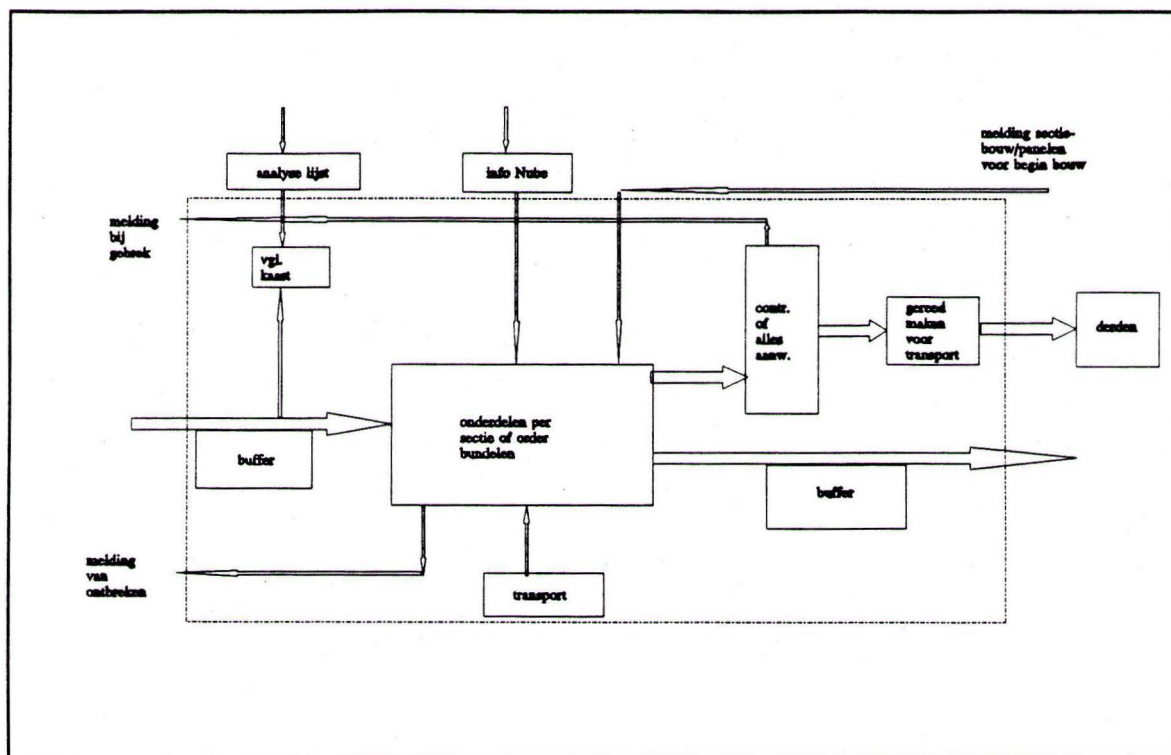 analyse lijst
info Nube
melding sectie-
bouw/panelen
voor begin bouw
melding
bij
gebrek
vgl.
kaast
contr.
of
alles
aanw.
gereed
maken
voor
transport
derden
onderdelen per
sectie of order
bundelen
buffer
buffer
melding
van
ontbreken
transport